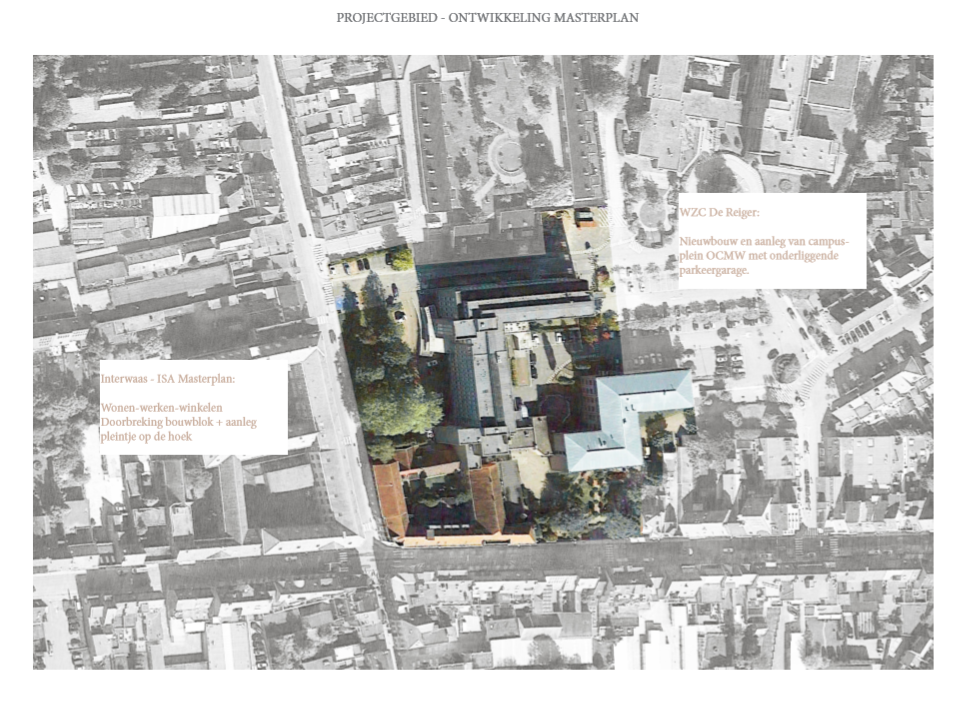 PROJECTGEBIED - ONTWIKKELING MASTERPLAN
WZC De Reiger:
Nieuwbouw en aanleg van campus-
plein OCMW met onderliggende
parkeergarage.
Interwaas - ISA Masterplan:
Wonen-werken-winkelen
Doorbreking bouwblok + aanleg
pleintje op de hoek